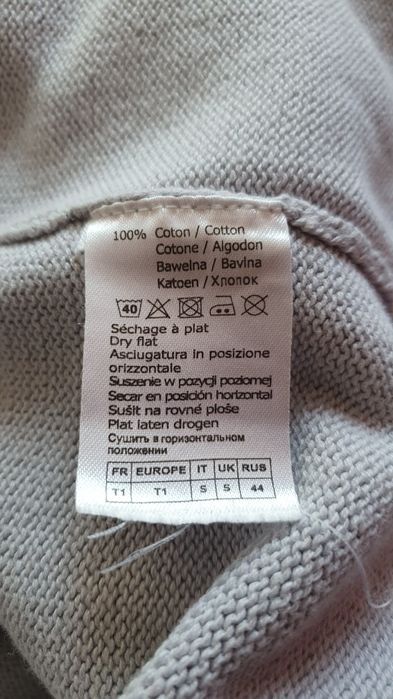 100% Coton / Cotton
Cotone / Algodon
Bawełna / Bavlna
Katoen / Хлопок
40
Séchage à plat
Dry flat
Asciugatura in posizione
orizzontale
Suszenie w pozycji poziomej
Secar en posición horizontal
Sušit na rovné ploše
Plat laten drogen
Сушить в горизонтальном
положении
FR EUROPE IT UK RUS
T1 T1 S S 44